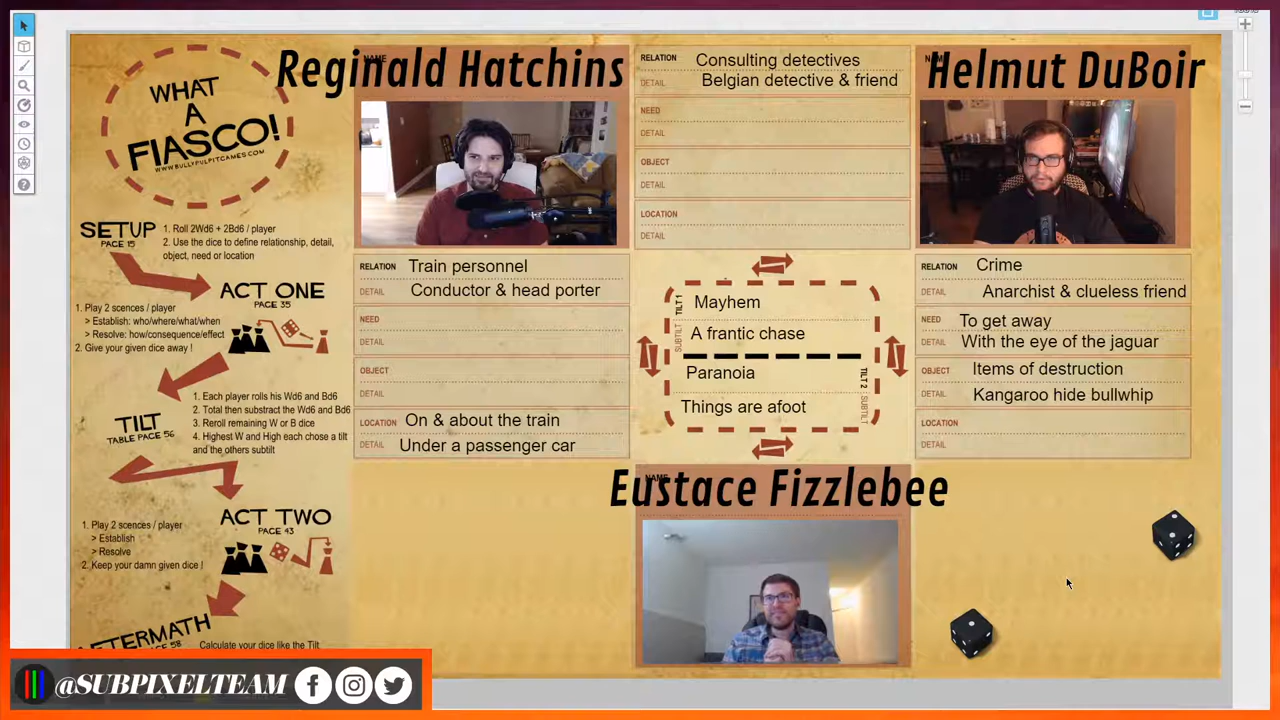 WHAT
A
FIASCO!
WWW.BULLYPULPITGAMES.COM
SETUP
PAGE 15
1. Roll 2Wd6 + 2Bd6 / player
2. Use the dice to define relationship, detail,
object, need or location
ACT ONE
PAGE 35
1. Play 2 scences / player
> Establish: who/where/what/when
> Resolve: how/consequence/effect
2. Give your given dice away !
TILT
TABLE PAGE 56
1. Each player rolls his Wd6 and Bd6
2. Total then substract the Wd6 and Bd6
3. Reroll remaining W or B dice
4. Highest W and High each chose a tilt
and the others subtilt
ACT TWO
PAGE 43
1. Play 2 scences / player
> Establish
> Resolve
2. Keep your damn given dice !
AFTERMATH
Calculate your dice like the Tilt
Reginald Hatchins
RELATION Consulting detectives
DETAIL Belgian detective & friend
NEED
DETAIL
OBJECT
DETAIL
LOCATION
DETAIL
Helmut DuBoir
RELATION Train personnel
DETAIL Conductor & head porter
NEED
DETAIL
OBJECT
DETAIL
LOCATION On & about the train
DETAIL Under a passenger car
TILT 1 Mayhem
SUBTILT A frantic chase
Paranoia TILT 2
Things are afoot SUBTILT
RELATION Crime
DETAIL Anarchist & clueless friend
NEED To get away
DETAIL With the eye of the jaguar
OBJECT Items of destruction
DETAIL Kangaroo hide bullwhip
LOCATION
DETAIL
Eustace Fizzlebee
@SUBPIXELTEAM